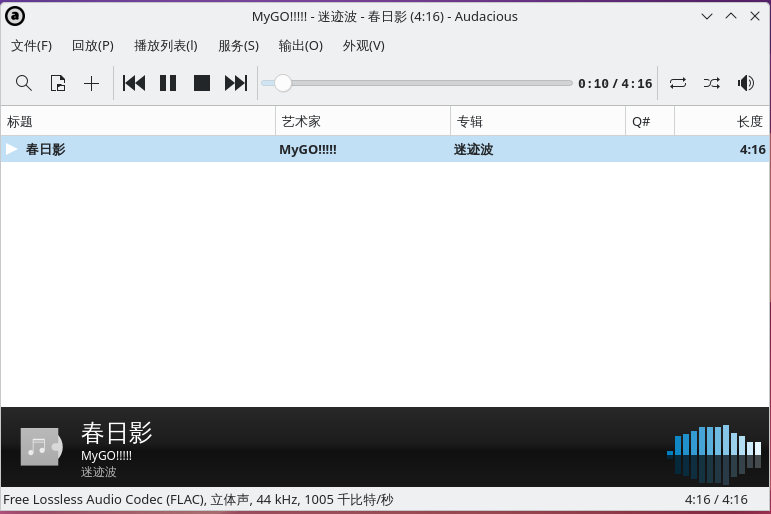 MyGO!!!!! - 迷迹波 - 春日影 (4:16) - Audacious
文件(F) 回放(P) 播放列表(l) 服务(S) 输出(O) 外观(V)
0:10 / 4:16
标题 艺术家 专辑 Q# 长度
春日影 MyGO!!!!! 迷迹波 4:16
春日影
MyGO!!!!!
迷迹波
Free Lossless Audio Codec (FLAC), 立体声, 44 kHz, 1005 千比特/秒 4:16 / 4:16